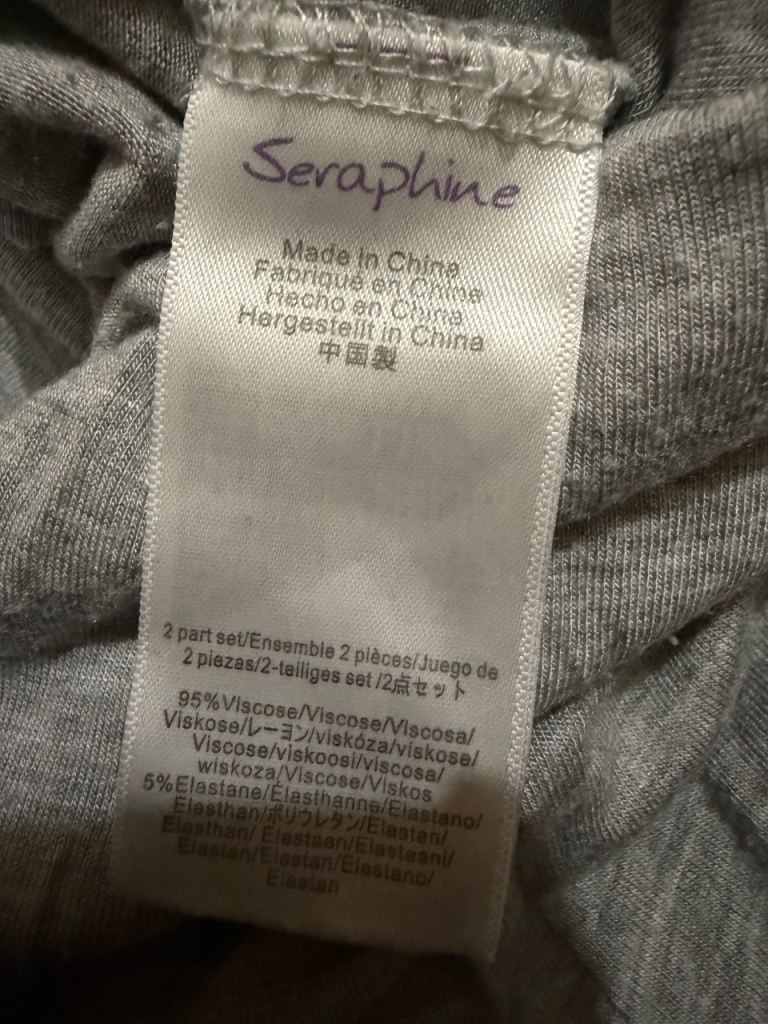 Seraphine
Made in China
Fabriqué en Chine
Hecho en China
Hergestellt in China
中国製
2 part set/Ensemble 2 pièces/Juego de
2 piezas/2-teiliges set /2点セット
95%Viscose/Viscose/Viscosa/
Viskose/レーヨン/viskóza/viskose/
Viscose/viskoosi/viscosa/
wiskoza/Viscose/Viskos
5%Elastane/Élasthanne/Elastano/
Elasthan/ポリウレタン/Elastan/
Elasthan/ Elastaan/Elastaani/
Elastan/Elastan/Elastano/
Elastan